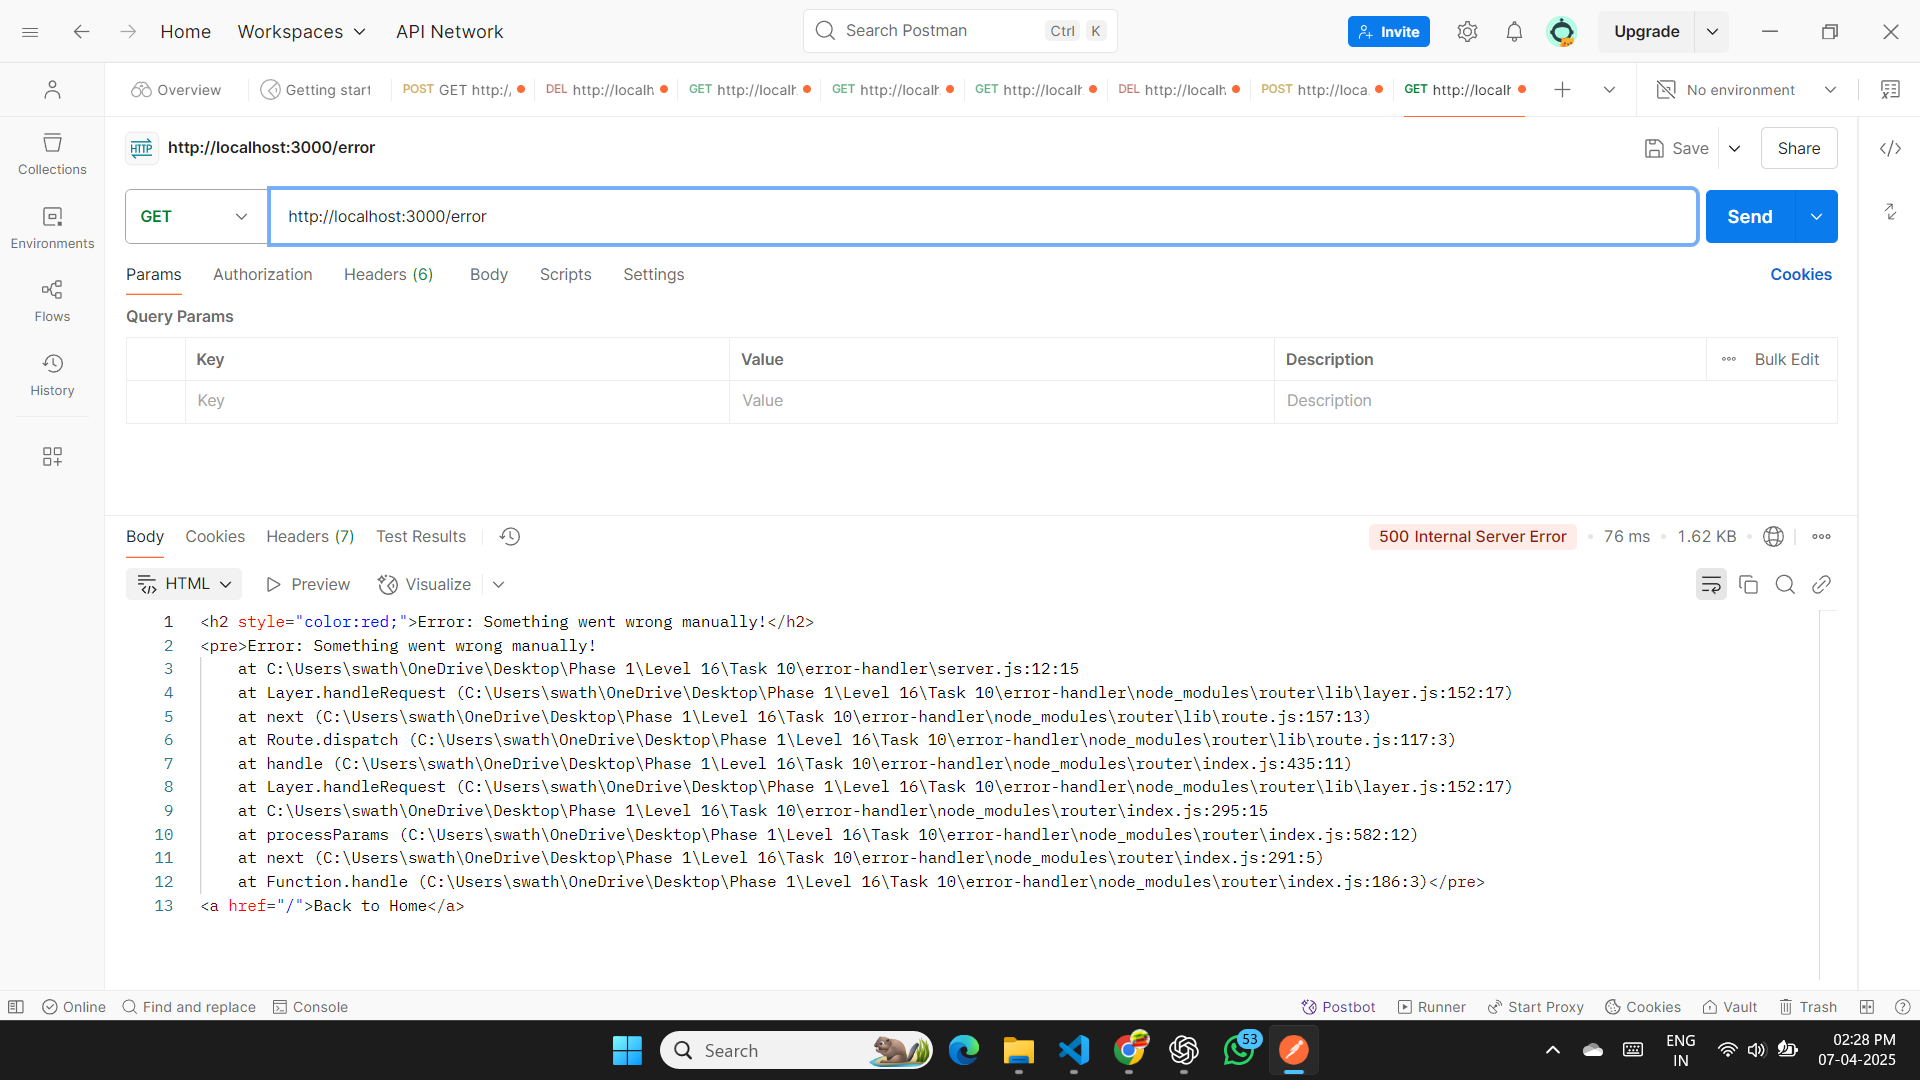 Home Workspaces API Network Search Postman Ctrl K Invite Upgrade
Overview Getting start POST GET http:/ DEL http://localh GET http://localh GET http://localh GET http://localh DEL http://localh POST http://loca GET http://localh No environment
HTTP http://localhost:3000/error Save Share
GET http://localhost:3000/error Send
Params Authorization Headers (6) Body Scripts Settings Cookies
Query Params
Key Value Description Bulk Edit
Key Value Description
Collections
Environments
Flows
History
Body Cookies Headers (7) Test Results 500 Internal Server Error 76 ms 1.62 KB
HTML Preview Visualize
1 <h2 style="color:red;">Error: Something went wrong manually!</h2>
2 <pre>Error: Something went wrong manually!
3 at C:\Users\swath\OneDrive\Desktop\Phase 1\Level 16\Task 10\error-handler\server.js:12:15
4 at Layer.handleRequest (C:\Users\swath\OneDrive\Desktop\Phase 1\Level 16\Task 10\error-handler\node_modules\router\lib\layer.js:152:17)
5 at next (C:\Users\swath\OneDrive\Desktop\Phase 1\Level 16\Task 10\error-handler\node_modules\router\lib\route.js:157:13)
6 at Route.dispatch (C:\Users\swath\OneDrive\Desktop\Phase 1\Level 16\Task 10\error-handler\node_modules\router\lib\route.js:117:3)
7 at handle (C:\Users\swath\OneDrive\Desktop\Phase 1\Level 16\Task 10\error-handler\node_modules\router\index.js:435:11)
8 at Layer.handleRequest (C:\Users\swath\OneDrive\Desktop\Phase 1\Level 16\Task 10\error-handler\node_modules\router\lib\layer.js:152:17)
9 at C:\Users\swath\OneDrive\Desktop\Phase 1\Level 16\Task 10\error-handler\node_modules\router\index.js:295:15
10 at processParams (C:\Users\swath\OneDrive\Desktop\Phase 1\Level 16\Task 10\error-handler\node_modules\router\index.js:582:12)
11 at next (C:\Users\swath\OneDrive\Desktop\Phase 1\Level 16\Task 10\error-handler\node_modules\router\index.js:291:5)
12 at Function.handle (C:\Users\swath\OneDrive\Desktop\Phase 1\Level 16\Task 10\error-handler\node_modules\router\index.js:186:3)</pre>
13 <a href="/">Back to Home</a>
Online Find and replace Console Postbot Runner Start Proxy Cookies Vault Trash
Search 53 ENG 02:28 PM
IN 07-04-2025